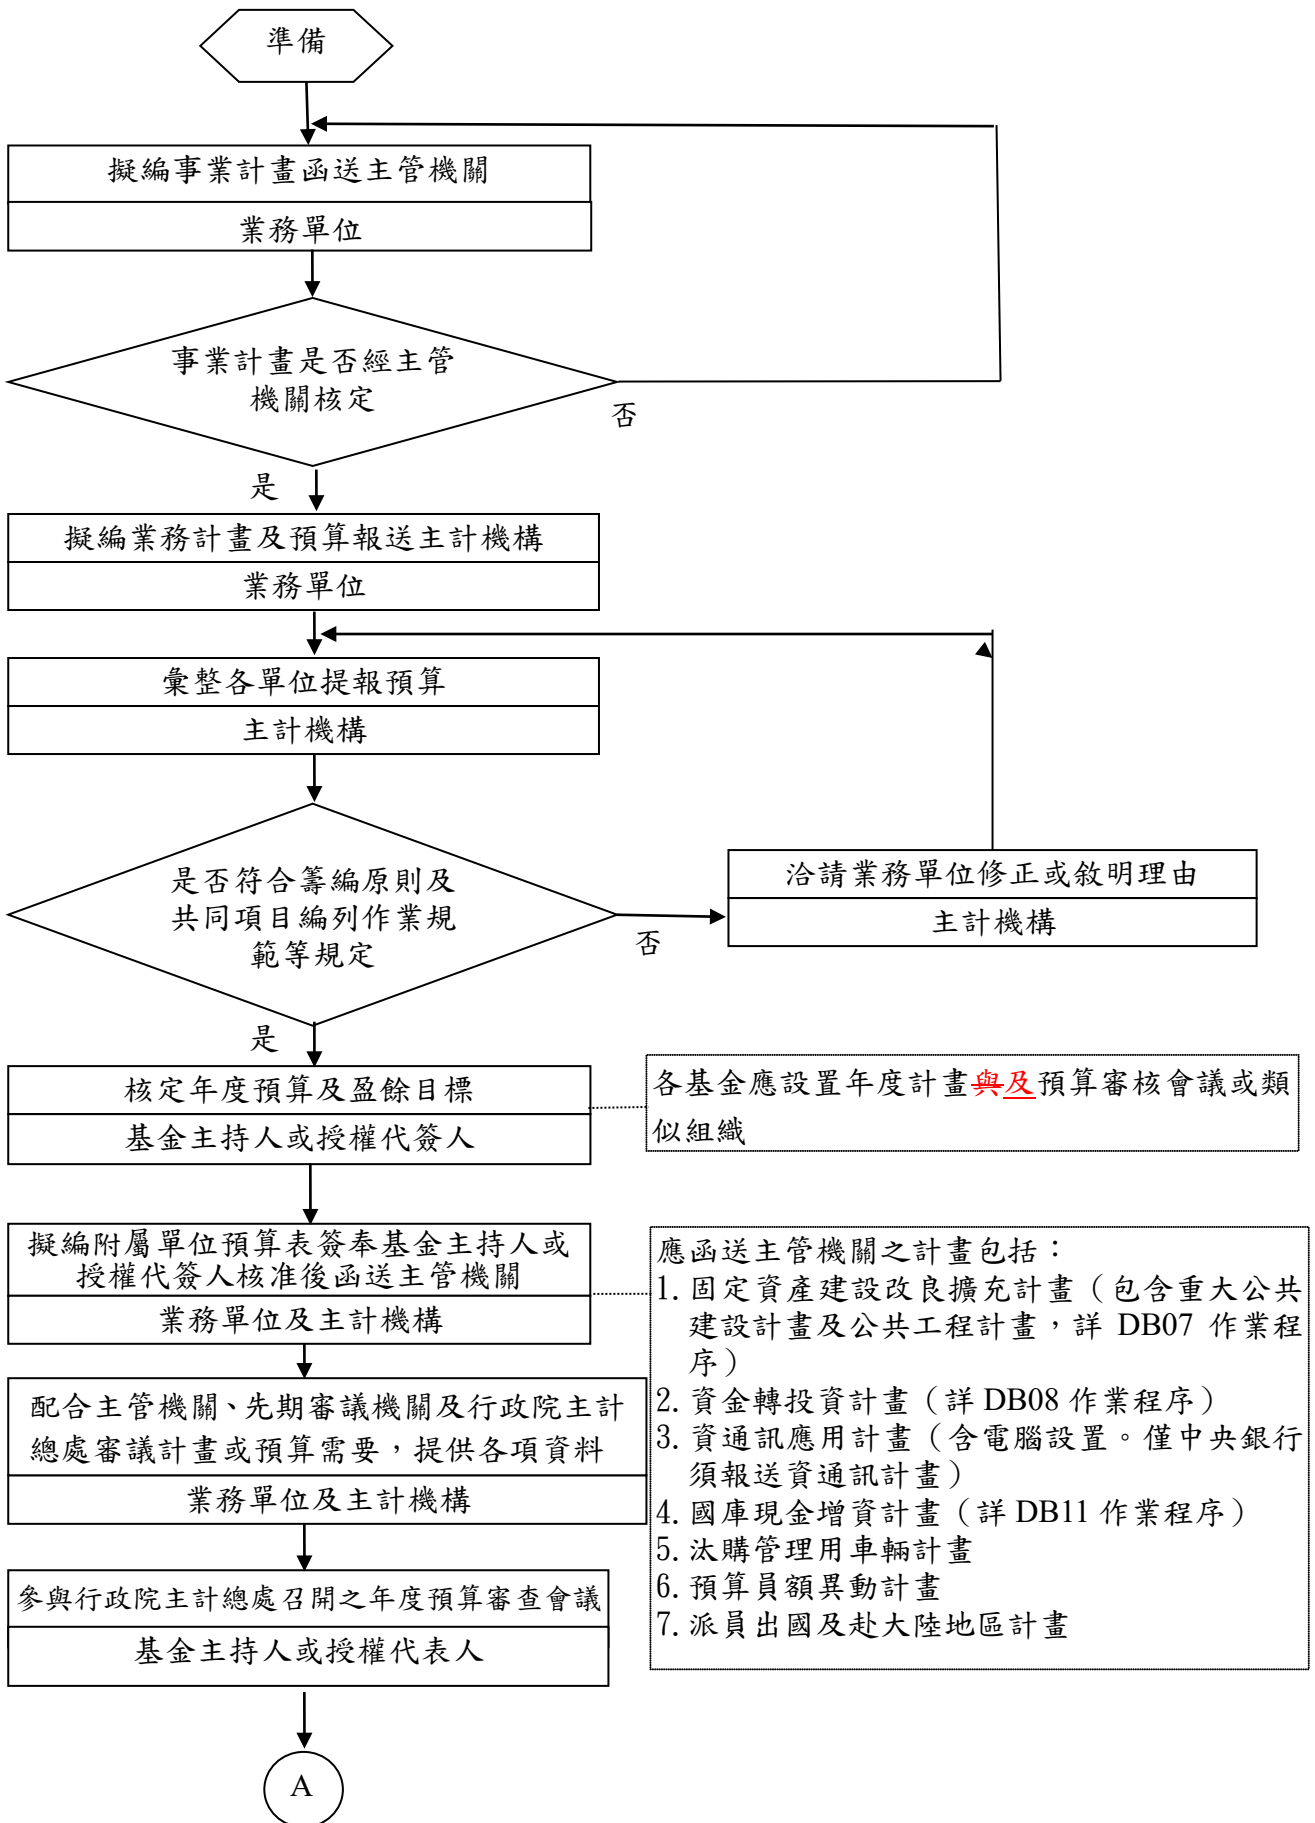 準備
擬編事業計畫函送主管機關
業務單位
事業計畫是否經主管
機關核定
否
是
擬編業務計畫及預算報送主計機構
業務單位
彙整各單位提報預算
主計機構
是否符合籌編原則及
共同項目編列作業規
範等規定
否
洽請業務單位修正或敘明理由
主計機構
是
核定年度預算及盈餘目標
基金主持人或授權代簽人
各基金應設置年度計畫與及預算審核會議或類
似組織
擬編附屬單位預算表簽奉基金主持人或
授權代簽人核准後函送主管機關
業務單位及主計機構
應函送主管機關之計畫包括：
1. 固定資產建設改良擴充計畫（包含重大公共
建設計畫及公共工程計畫，詳 DB07 作業程
序）
2. 資金轉投資計畫（詳 DB08 作業程序）
3. 資通訊應用計畫（含電腦設置。僅中央銀行
須報送資通訊計畫）
4. 國庫現金增資計畫（詳 DB11 作業程序）
5. 汰購管理用車輛計畫
6. 預算員額異動計畫
7. 派員出國及赴大陸地區計畫
配合主管機關、先期審議機關及行政院主計
總處審議計畫或預算需要，提供各項資料
業務單位及主計機構
參與行政院主計總處召開之年度預算審查會議
基金主持人或授權代表人
A